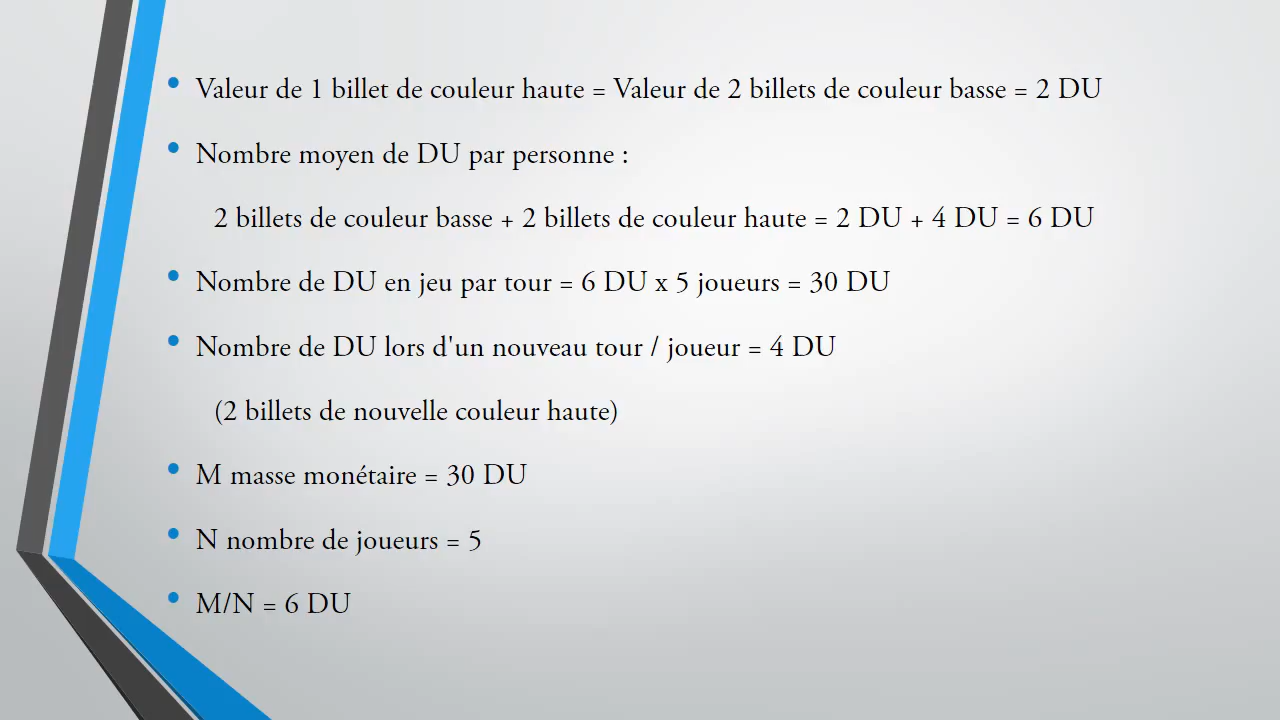 • Valeur de 1 billet de couleur haute = Valeur de 2 billets de couleur basse = 2 DU
• Nombre moyen de DU par personne :
2 billets de couleur basse + 2 billets de couleur haute = 2 DU + 4 DU = 6 DU
• Nombre de DU en jeu par tour = 6 DU x 5 joueurs = 30 DU
• Nombre de DU lors d'un nouveau tour / joueur = 4 DU
(2 billets de nouvelle couleur haute)
• M masse monétaire = 30 DU
• N nombre de joueurs = 5
• M/N = 6 DU